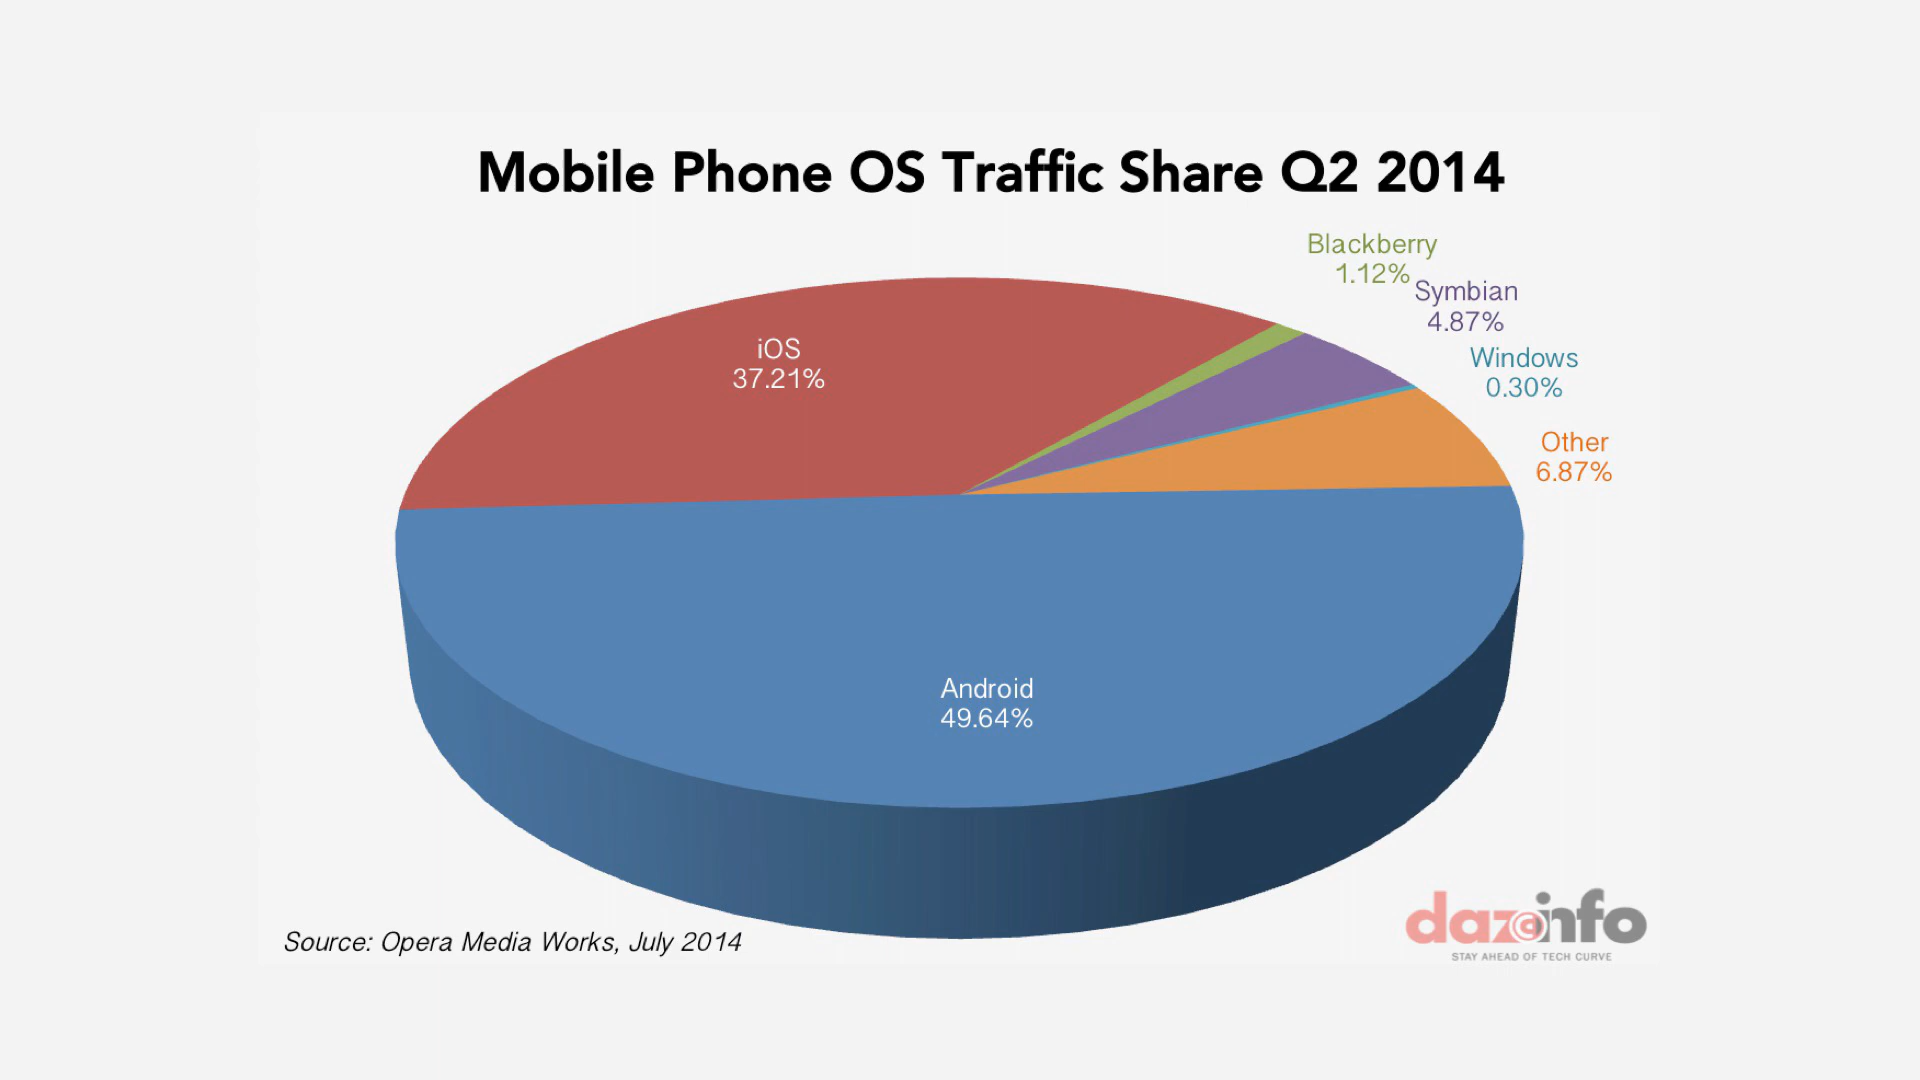 Mobile Phone OS Traffic Share Q2 2014
Blackberry
1.12%
Symbian
4.87%
Windows
0.30%
Other
6.87%
iOS
37.21%
Android
49.64%
Source: Opera Media Works, July 2014
dazeinfo
STAY AHEAD OF TECH CURVE